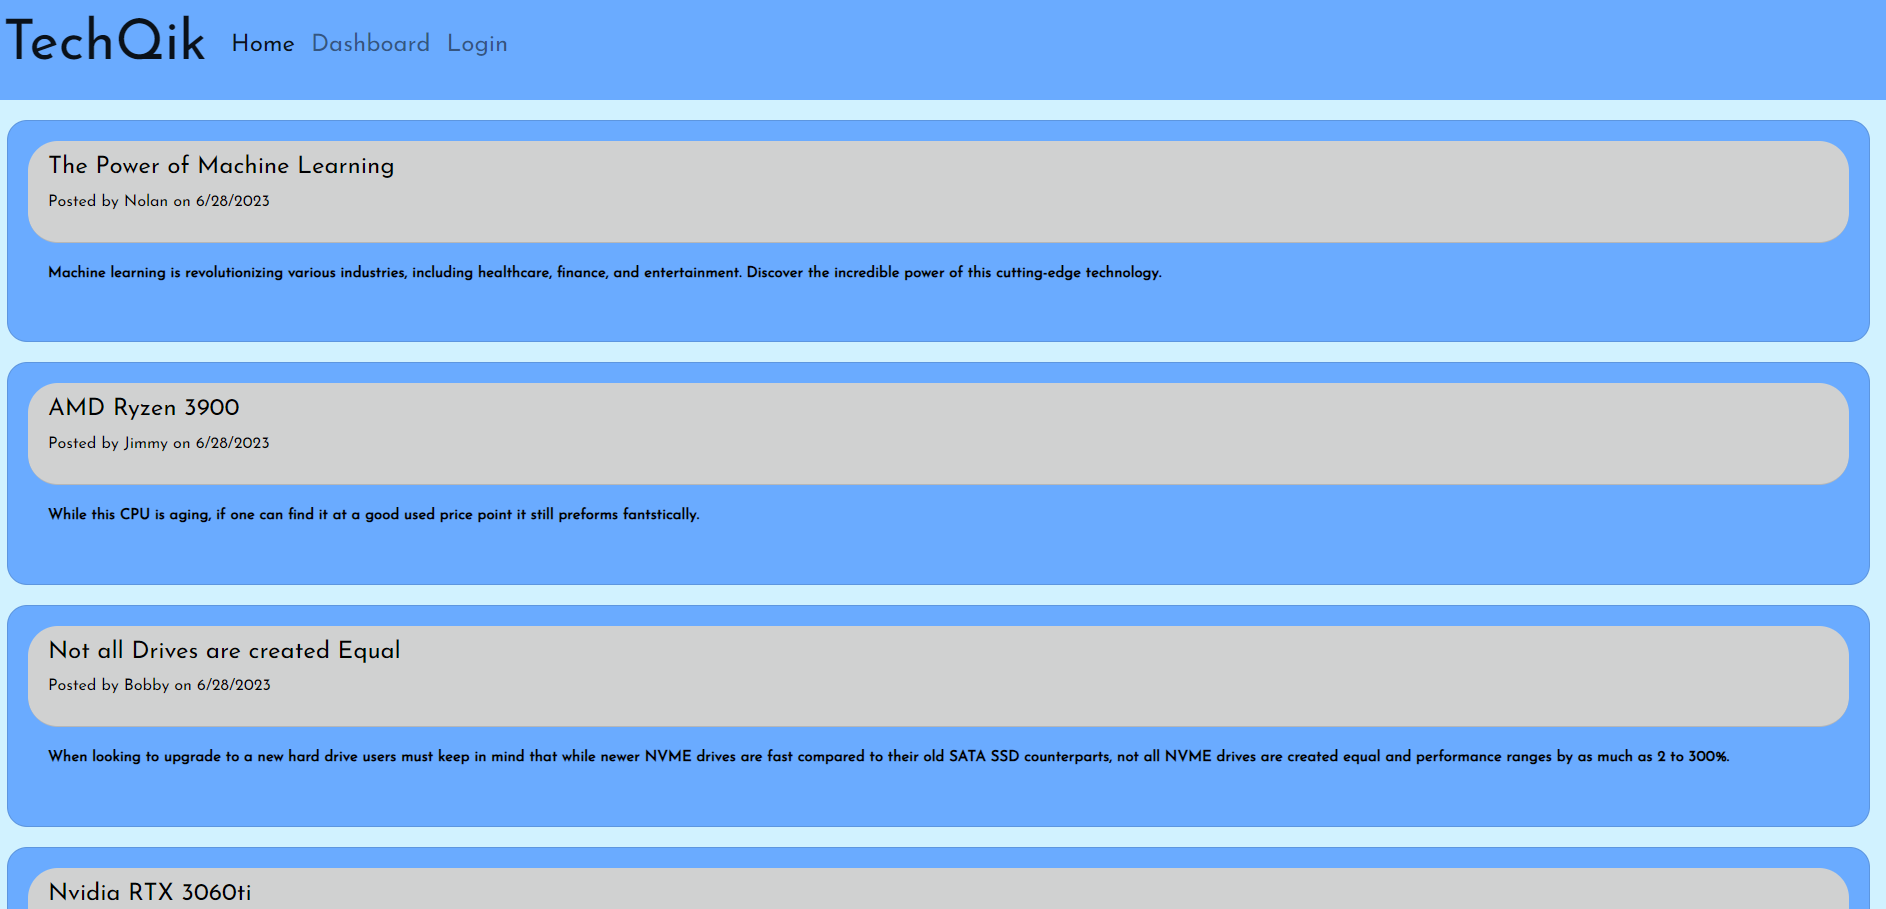 TechQik Home Dashboard Login
The Power of Machine Learning
Posted by Nolan on 6/28/2023
Machine learning is revolutionizing various industries, including healthcare, finance, and entertainment. Discover the incredible power of this cutting-edge technology.
AMD Ryzen 3900
Posted by Jimmy on 6/28/2023
While this CPU is aging, if one can find it at a good used price point it still preforms fantstically.
Not all Drives are created Equal
Posted by Bobby on 6/28/2023
When looking to upgrade to a new hard drive users must keep in mind that while newer NVME drives are fast compared to their old SATA SSD counterparts, not all NVME drives are created equal and performance ranges by as much as 2 to 300%.
Nvidia RTX 3060ti